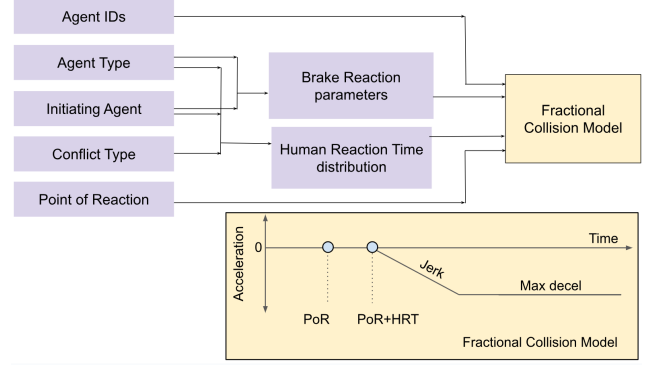 Agent IDs
Agent Type
Initiating Agent
Conflict Type
Point of Reaction
Brake Reaction
parameters
Human Reaction Time
distribution
Fractional
Collision Model
Acceleration
0
Time
Jerk
Max decel
PoR
PoR+HRT
Fractional Collision Model